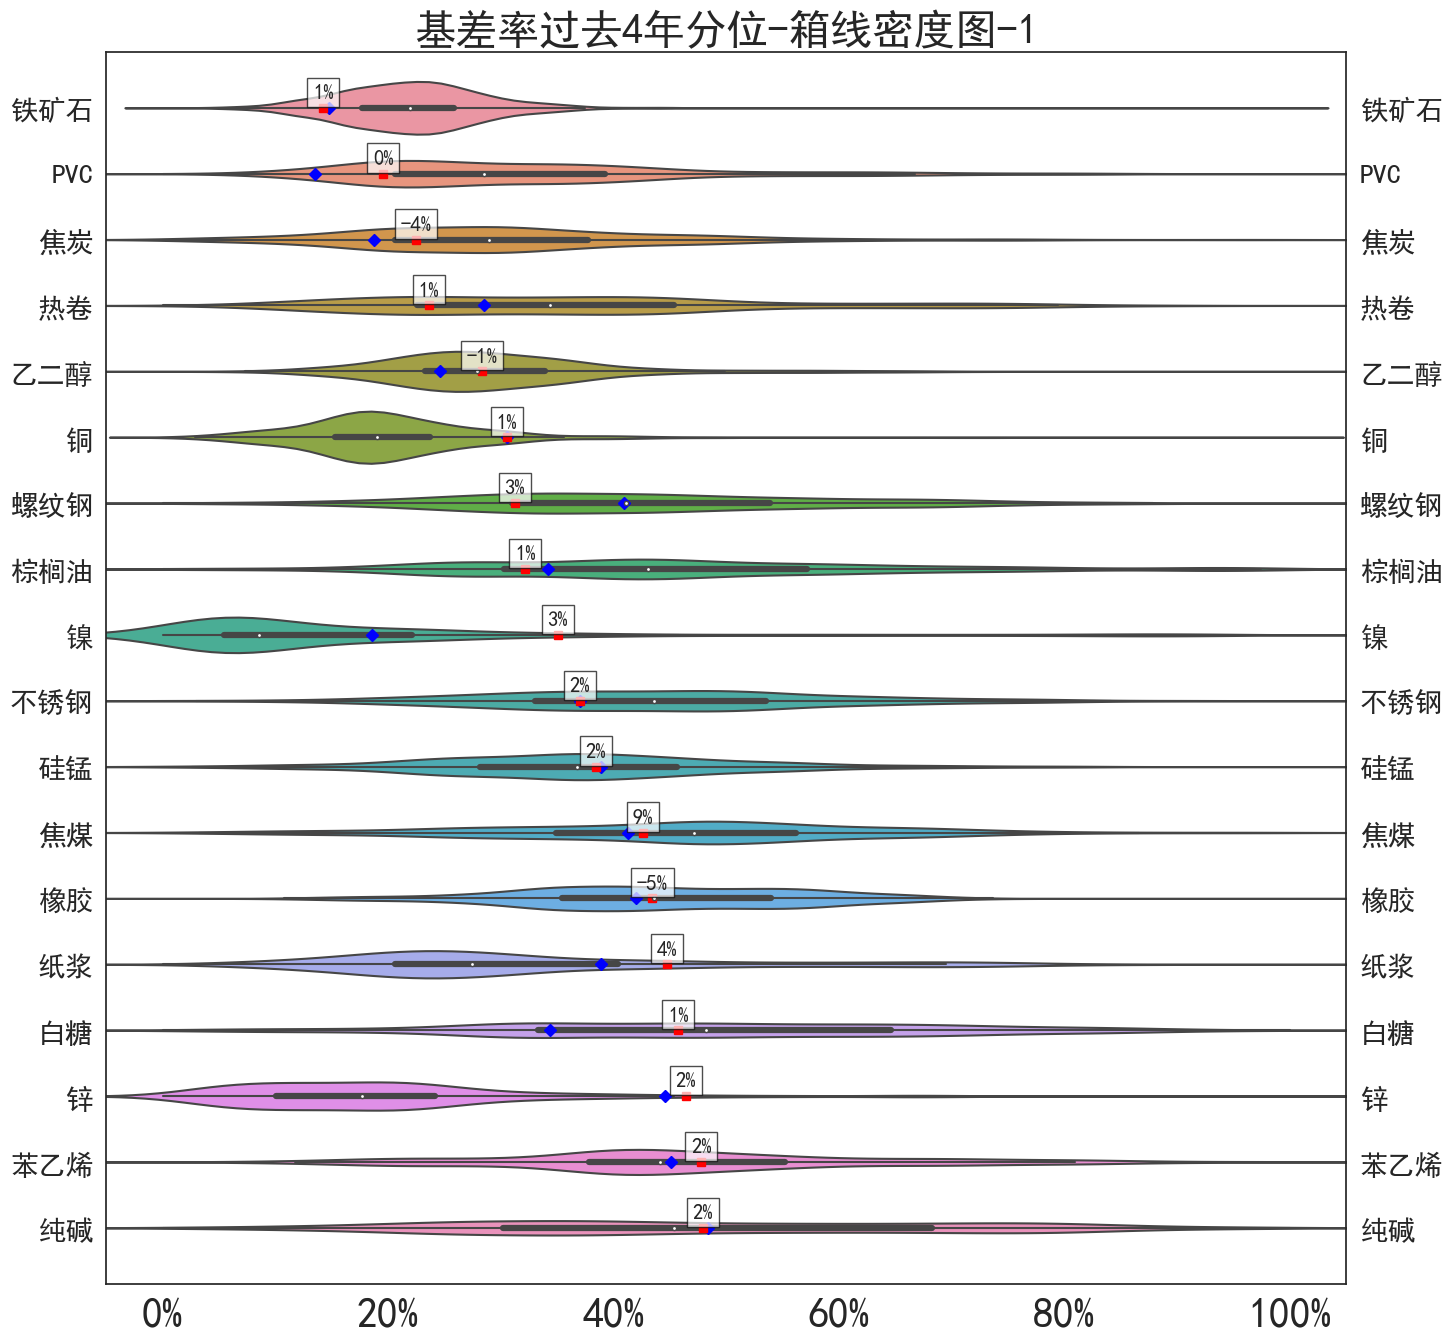 基差率过去4年分位-箱线密度图-1
铁矿石 1% 铁矿石
PVC 0% PVC
焦炭 -4% 焦炭
热卷 1% 热卷
乙二醇 -1% 乙二醇
铜 1% 铜
螺纹钢 3% 螺纹钢
棕榈油 1% 棕榈油
镍 3% 镍
不锈钢 2% 不锈钢
硅锰 2% 硅锰
焦煤 9% 焦煤
橡胶 -5% 橡胶
纸浆 4% 纸浆
白糖 1% 白糖
锌 2% 锌
苯乙烯 2% 苯乙烯
纯碱 2% 纯碱
0% 20% 40% 60% 80% 100%